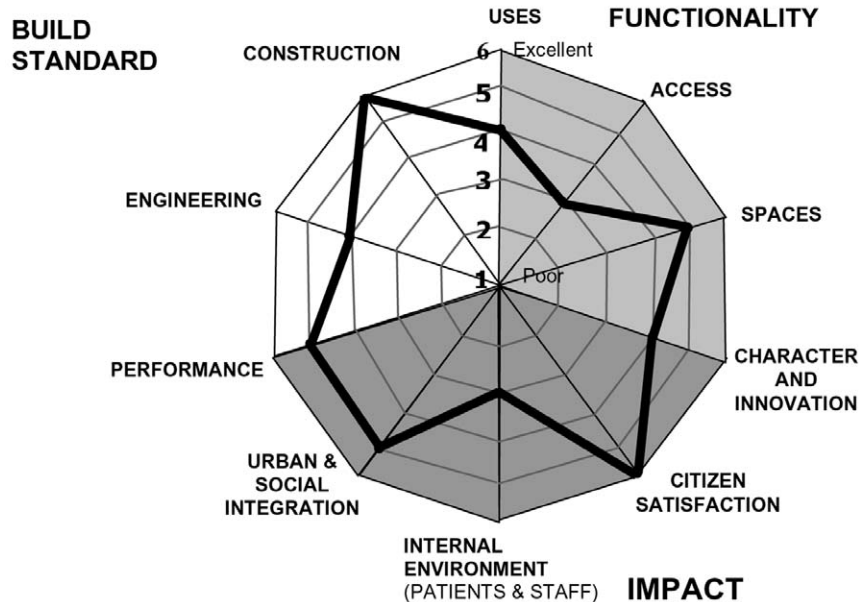 BUILD
STANDARD
USES
FUNCTIONALITY
CONSTRUCTION
6
Excellent
ACCESS
5
4
ENGINEERING
3
SPACES
2
1
Poor
PERFORMANCE
CHARACTER
AND
INNOVATION
URBAN &
SOCIAL
INTEGRATION
CITIZEN
SATISFACTION
INTERNAL
ENVIRONMENT
(PATIENTS & STAFF)
IMPACT